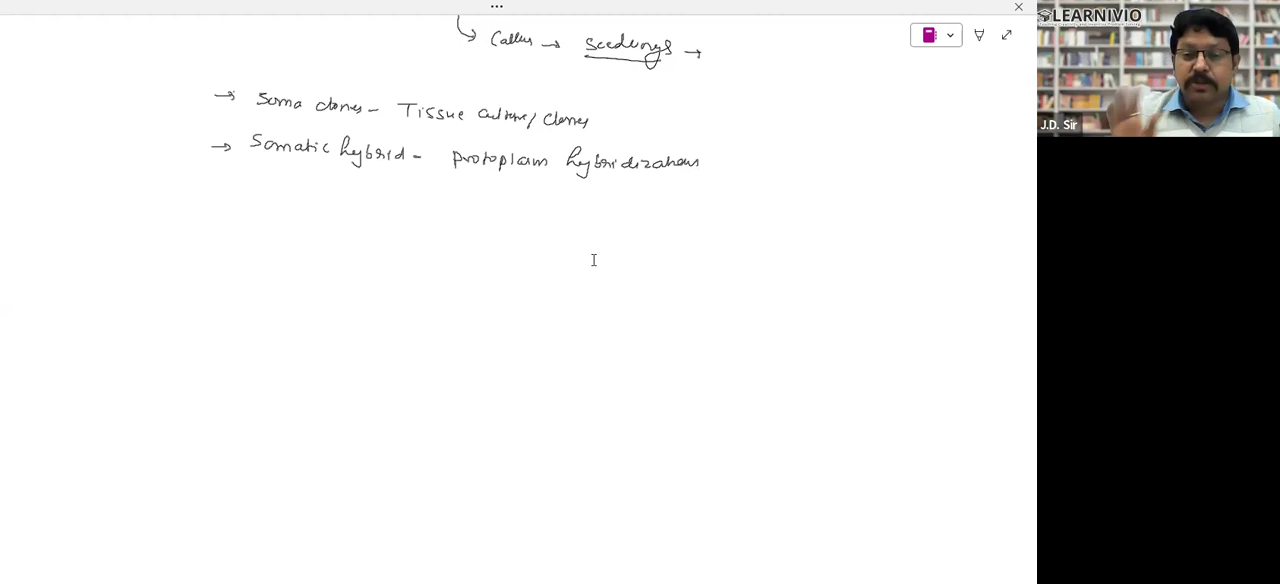 LEARNIVIO
↳ Callus → Seedlings →
→ Soma clones - Tissue culture/clones
→ Somatic hybrid - Protoplasm hybridization
J.D. Sir